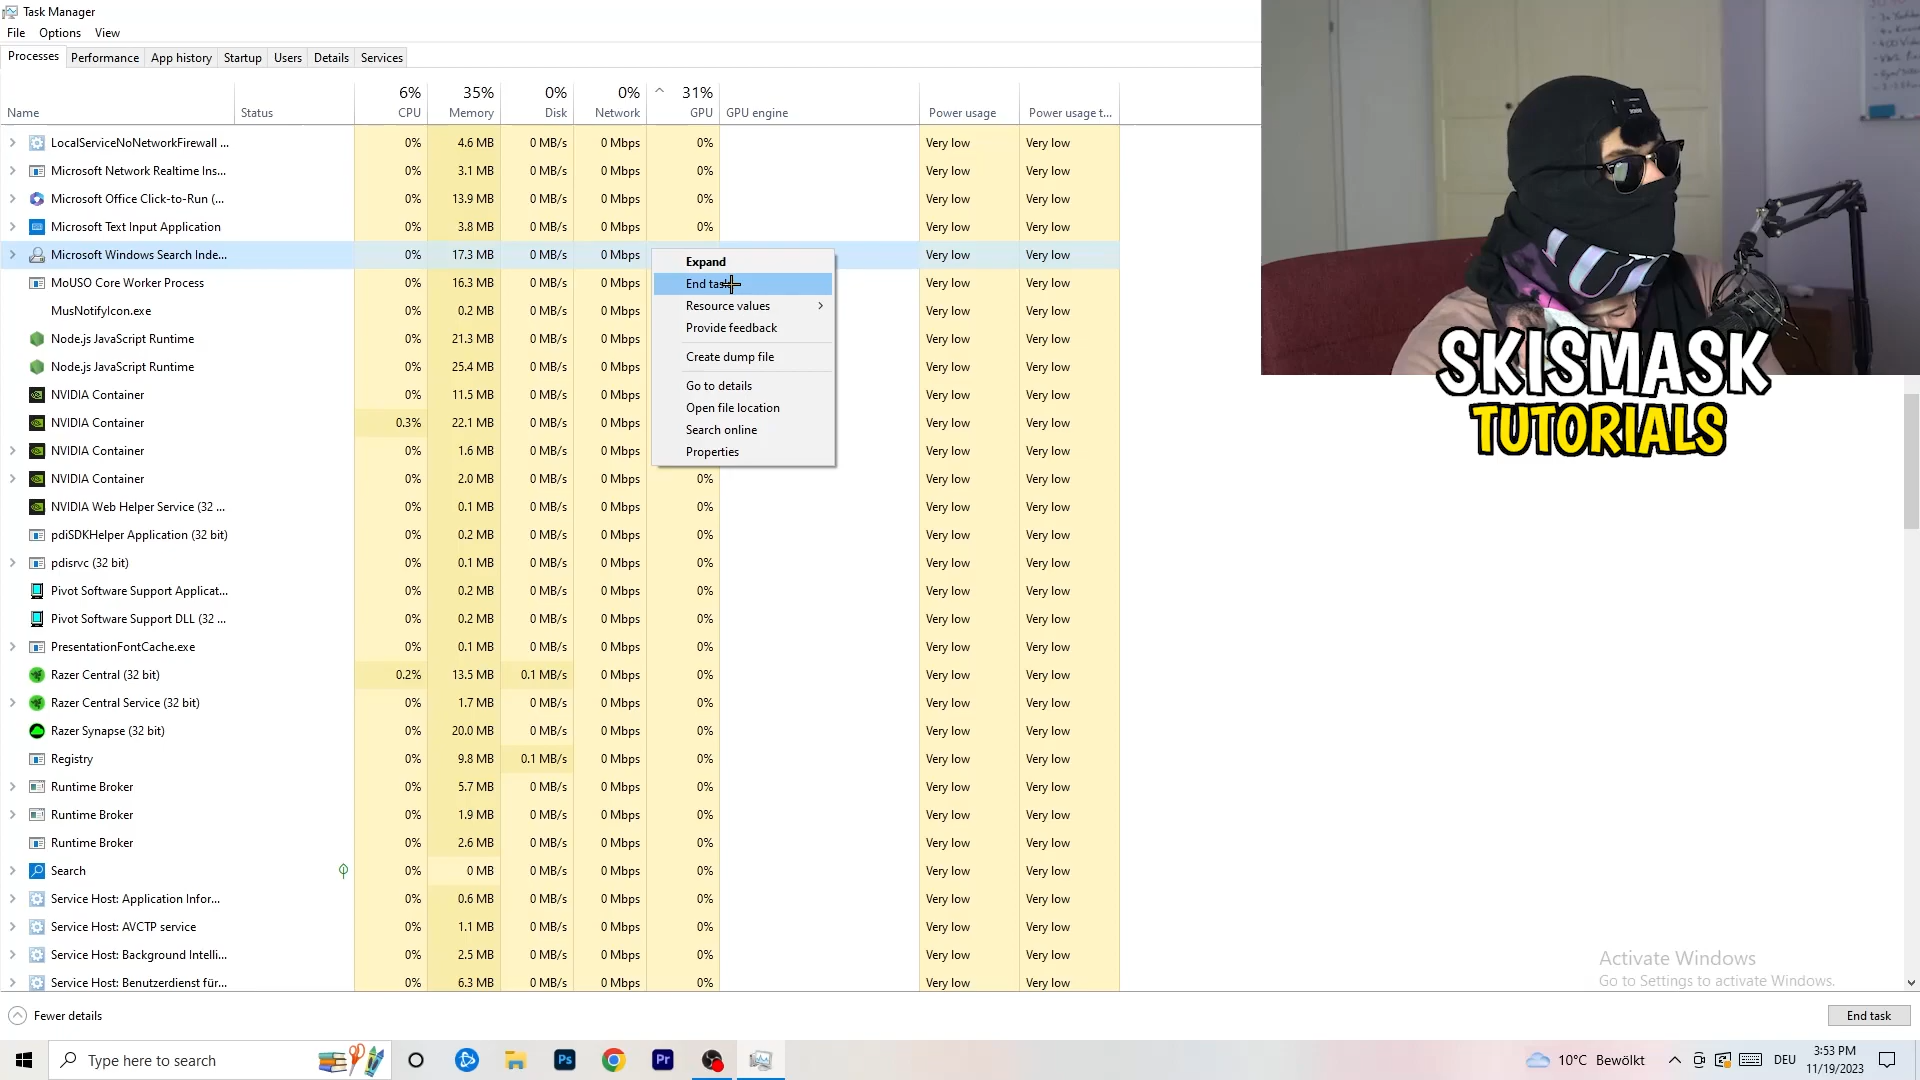 Task Manager
File Options View
Processes Performance App history Startup Users Details Services
6% 35% 0% 0% 31%
Name Status CPU Memory Disk Network GPU GPU engine Power usage Power usage t...
LocalServiceNoNetworkFirewall ... 0% 4.6 MB 0 MB/s 0 Mbps 0% Very low Very low
Microsoft Network Realtime Ins... 0% 3.1 MB 0 MB/s 0 Mbps 0% Very low Very low
Microsoft Office Click-to-Run (... 0% 13.9 MB 0 MB/s 0 Mbps 0% Very low Very low
Microsoft Text Input Application 0% 3.8 MB 0 MB/s 0 Mbps 0% Very low Very low
Microsoft Windows Search Inde... 0% 17.3 MB 0 MB/s 0 Mbps Very low Very low
MoUSO Core Worker Process 0% 16.3 MB 0 MB/s 0 Mbps Very low Very low
MusNotifyIcon.exe 0% 0.2 MB 0 MB/s 0 Mbps Very low Very low
Node.js JavaScript Runtime 0% 21.3 MB 0 MB/s 0 Mbps Very low Very low
Node.js JavaScript Runtime 0% 25.4 MB 0 MB/s 0 Mbps Very low Very low
NVIDIA Container 0% 11.5 MB 0 MB/s 0 Mbps Very low Very low
NVIDIA Container 0.3% 22.1 MB 0 MB/s 0 Mbps Very low Very low
NVIDIA Container 0% 1.6 MB 0 MB/s 0 Mbps Very low Very low
NVIDIA Container 0% 2.0 MB 0 MB/s 0 Mbps 0% Very low Very low
NVIDIA Web Helper Service (32 ... 0% 0.1 MB 0 MB/s 0 Mbps 0% Very low Very low
pdiSDKHelper Application (32 bit) 0% 0.2 MB 0 MB/s 0 Mbps 0% Very low Very low
pdisrvc (32 bit) 0% 0.1 MB 0 MB/s 0 Mbps 0% Very low Very low
Pivot Software Support Applicat... 0% 0.2 MB 0 MB/s 0 Mbps 0% Very low Very low
Pivot Software Support DLL (32 ... 0% 0.2 MB 0 MB/s 0 Mbps 0% Very low Very low
PresentationFontCache.exe 0% 0.1 MB 0 MB/s 0 Mbps 0% Very low Very low
Razer Central (32 bit) 0.2% 13.5 MB 0.1 MB/s 0 Mbps 0% Very low Very low
Razer Central Service (32 bit) 0% 1.7 MB 0 MB/s 0 Mbps 0% Very low Very low
Razer Synapse (32 bit) 0% 20.0 MB 0 MB/s 0 Mbps 0% Very low Very low
Registry 0% 9.8 MB 0.1 MB/s 0 Mbps 0% Very low Very low
Runtime Broker 0% 5.7 MB 0 MB/s 0 Mbps 0% Very low Very low
Runtime Broker 0% 1.9 MB 0 MB/s 0 Mbps 0% Very low Very low
Runtime Broker 0% 2.6 MB 0 MB/s 0 Mbps 0% Very low Very low
Search 0% 0 MB 0 MB/s 0 Mbps 0% Very low Very low
Service Host: Application Infor... 0% 0.6 MB 0 MB/s 0 Mbps 0% Very low Very low
Service Host: AVCTP service 0% 1.1 MB 0 MB/s 0 Mbps 0% Very low Very low
Service Host: Background Intelli... 0% 2.5 MB 0 MB/s 0 Mbps 0% Very low Very low
Service Host: Benutzerdienst für... 0% 6.3 MB 0 MB/s 0 Mbps 0% Very low Very low
Expand
End task
Resource values
Provide feedback
Create dump file
Go to details
Open file location
Search online
Properties
SKISMASK
TUTORIALS
Activate Windows
Go to Settings to activate Windows.
Fewer details
End task
Type here to search
Ps
Pr
10°C Bewölkt
DEU
3:53 PM
11/19/2023